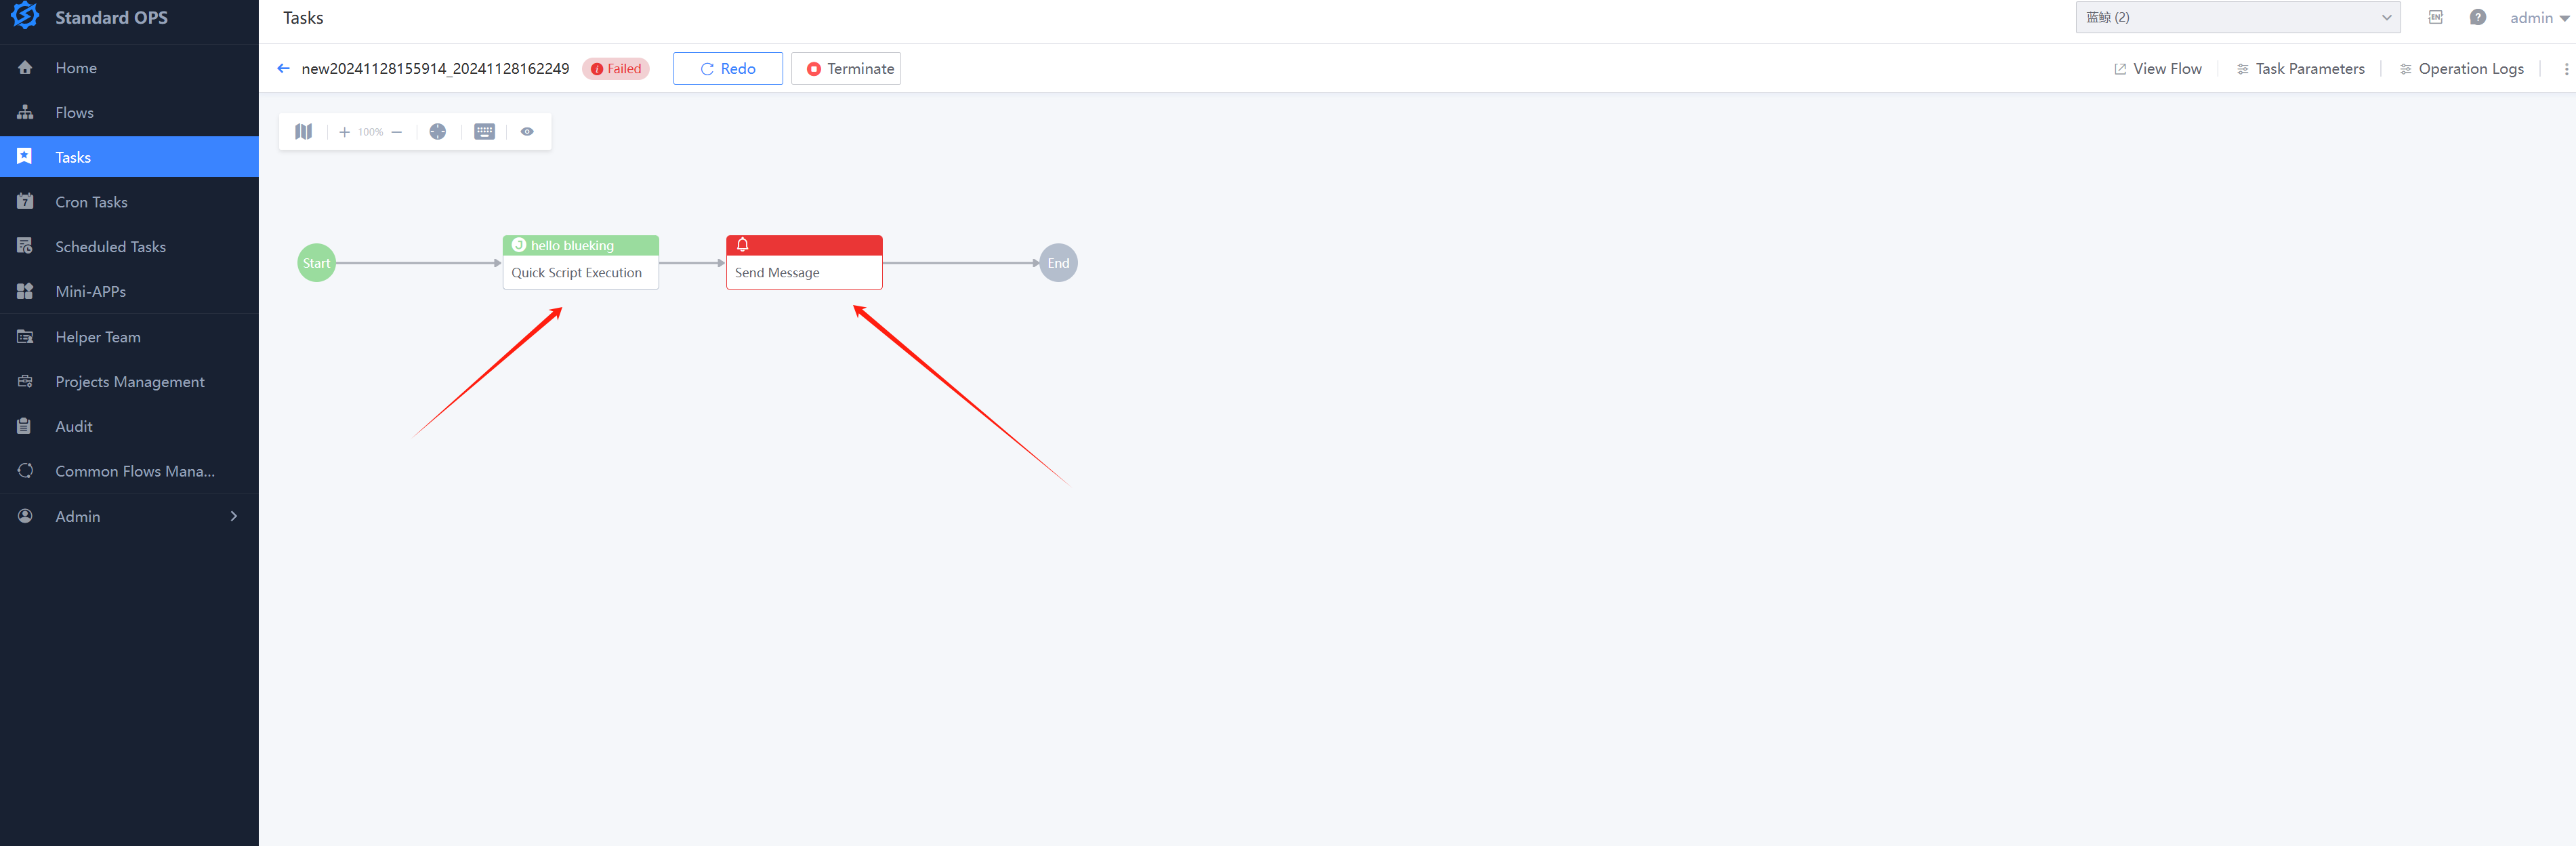 Standard OPS
Tasks
蓝鲸 (2)
EN
?
admin
Home
Flows
Tasks
7
Cron Tasks
Scheduled Tasks
Mini-APPs
Helper Team
Projects Management
Audit
Common Flows Mana...
Admin
new20241128155914_20241128162249
Failed
Redo
Terminate
View Flow
Task Parameters
Operation Logs
100%
Start
J hello blueking
Quick Script Execution
Send Message
End